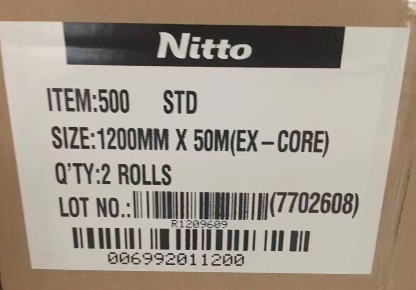 Nitto
ITEM:500 STD
SIZE:1200MM X 50M(EX-CORE)
Q'TY:2 ROLLS
LOT NO.: (7702608)
R1209609
006992011200